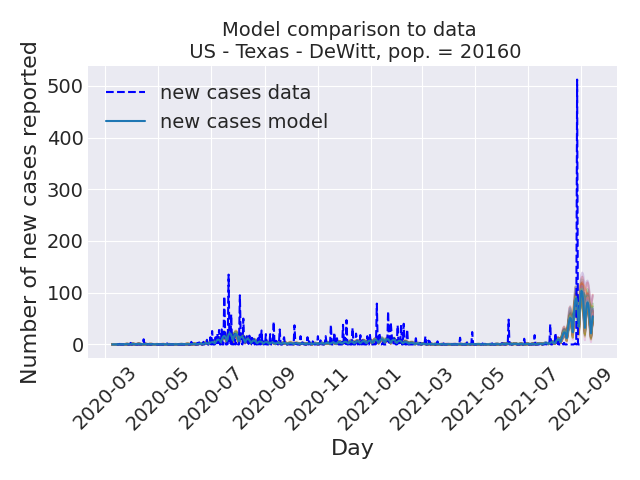 Model comparison to data
US - Texas - DeWitt, pop. = 20160
Number of new cases reported
500
400
300
200
100
0
new cases data
new cases model
2020-03
2020-05
2020-07
2020-09
2020-11
2021-01
2021-03
2021-05
2021-07
2021-09
Day